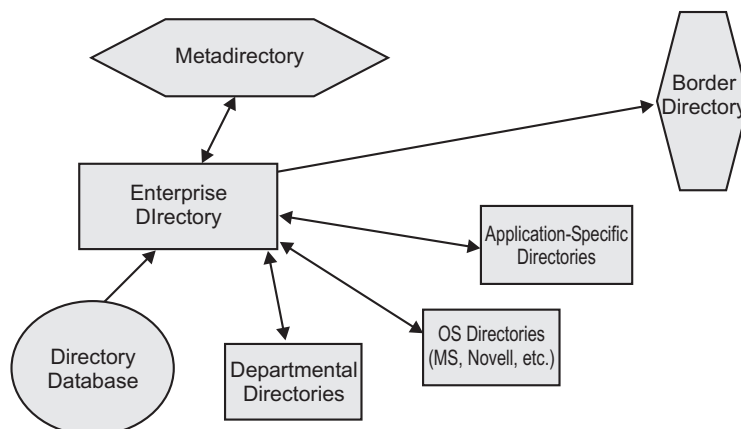 Metadirectory
Border
Directory
Enterprise
DIrectory
Application-Specific
Directories
OS Directories
(MS, Novell, etc.)
Directory
Database
Departmental
Directories